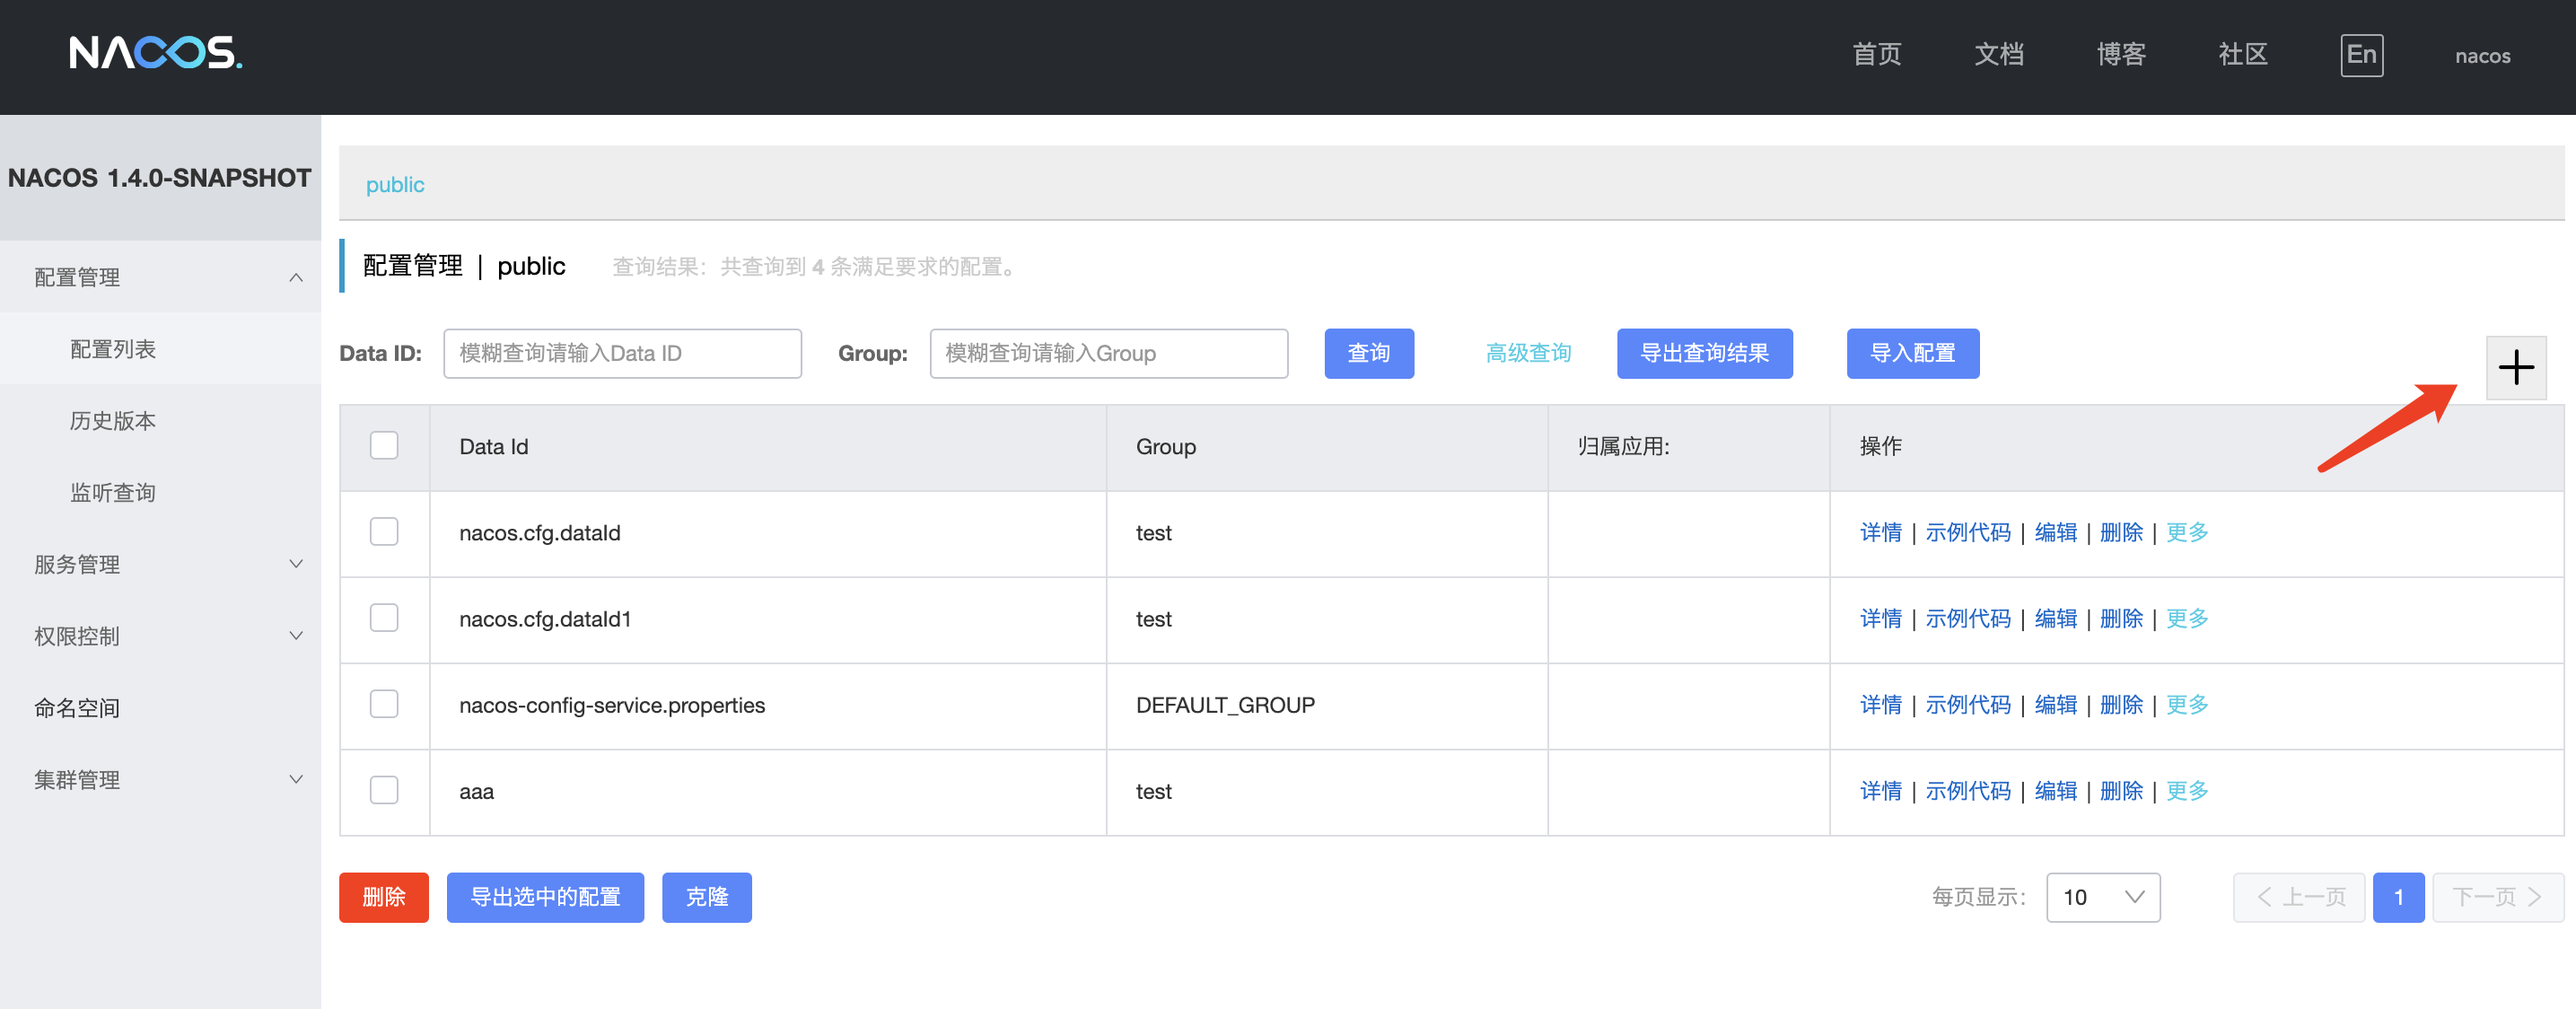 NACOS. 首页 文档 博客 社区 En nacos
NACOS 1.4.0-SNAPSHOT
配置管理
配置列表
历史版本
监听查询
服务管理
权限控制
命名空间
集群管理
public
配置管理 | public 查询结果：共查询到 4 条满足要求的配置。
Data ID: 模糊查询请输入Data ID Group: 模糊查询请输入Group 查询 高级查询 导出查询结果 导入配置
Data Id Group 归属应用: 操作
nacos.cfg.dataId test 详情 | 示例代码 | 编辑 | 删除 | 更多
nacos.cfg.dataId1 test 详情 | 示例代码 | 编辑 | 删除 | 更多
nacos-config-service.properties DEFAULT_GROUP 详情 | 示例代码 | 编辑 | 删除 | 更多
aaa test 详情 | 示例代码 | 编辑 | 删除 | 更多
删除 导出选中的配置 克隆 每页显示: 10 上一页 1 下一页